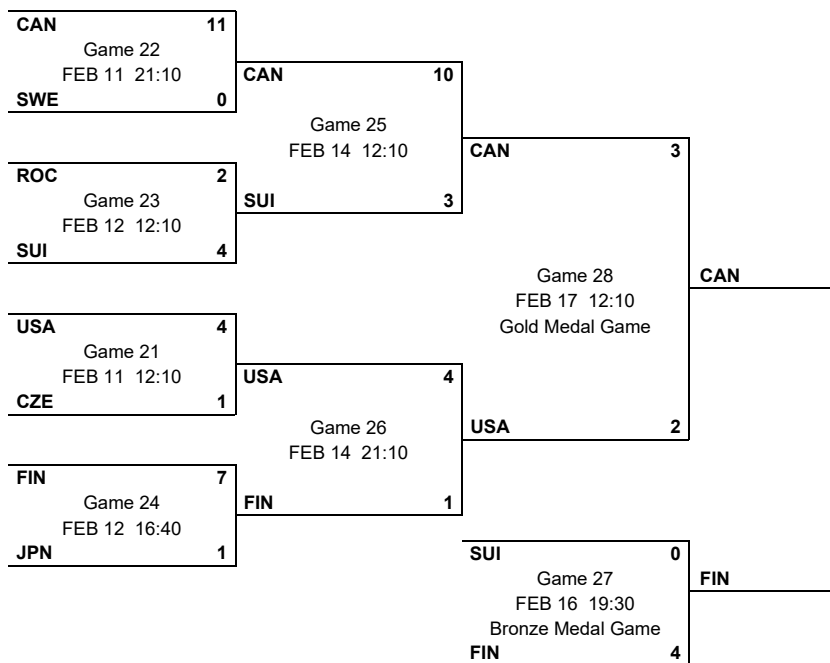 CAN 11
Game 22
FEB 11 21:10
SWE 0
ROC 2
Game 23
FEB 12 12:10
SUI 4
USA 4
Game 21
FEB 11 12:10
CZE 1
FIN 7
Game 24
FEB 12 16:40
JPN 1
CAN 10
Game 25
FEB 14 12:10
SUI 3
USA 4
Game 26
FEB 14 21:10
FIN 1
CAN 3
Game 28
FEB 17 12:10
Gold Medal Game
USA 2
CAN
SUI 0
Game 27
FEB 16 19:30
Bronze Medal Game
FIN 4
FIN